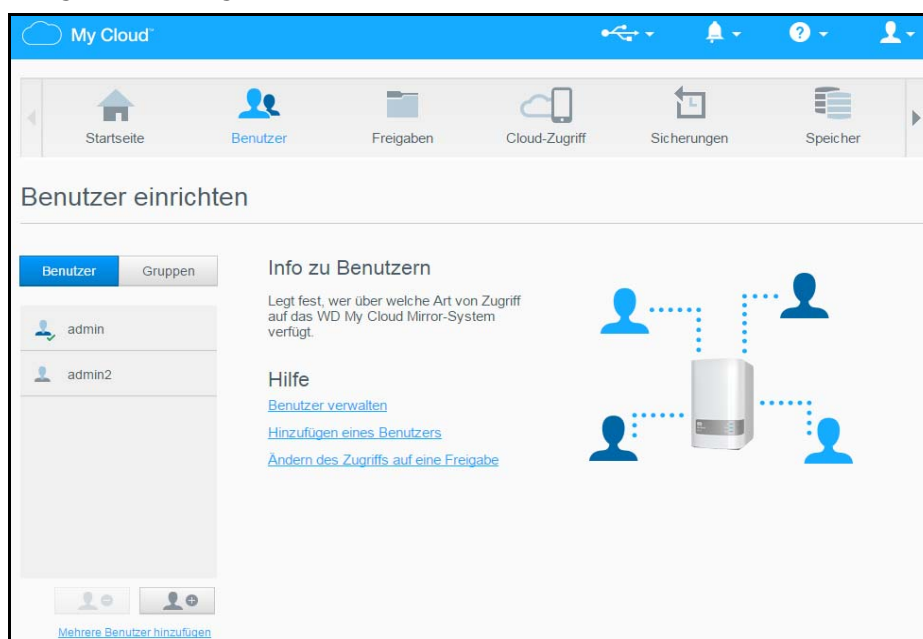 My Cloud™
Startseite
Benutzer
Freigaben
Cloud-Zugriff
Sicherungen
Speicher
Benutzer einrichten
Benutzer
Gruppen
admin
admin2
Mehrere Benutzer hinzufügen
Info zu Benutzern
Legt fest, wer über welche Art von Zugriff
auf das WD My Cloud Mirror-System
verfügt.
Hilfe
Benutzer verwalten
Hinzufügen eines Benutzers
Ändern des Zugriffs auf eine Freigabe